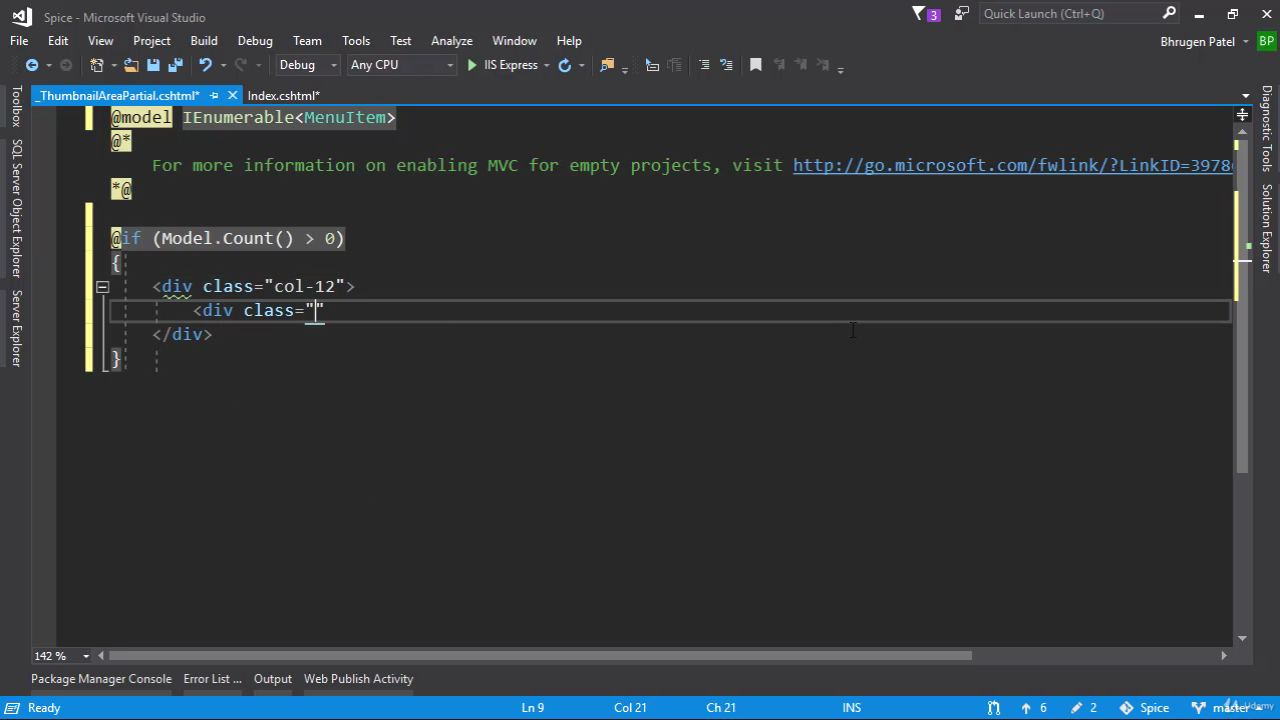 Spice - Microsoft Visual Studio
3
Quick Launch (Ctrl+Q)
File Edit View Project Build Debug Team Tools Test Analyze Window Help
Bhrugen Patel BP
Debug Any CPU IIS Express
_ThumbnailAreaPartial.cshtml* Index.cshtml*
Toolbox
SQL Server Object Explorer
Server Explorer
Diagnostic Tools
Solution Explorer
@model IEnumerable<MenuItem>
@*
For more information on enabling MVC for empty projects, visit http://go.microsoft.com/fwlink/?LinkID=3978
*@
@if (Model.Count() > 0)
{
<div class="col-12">
<div class=""
</div>
}
142 %
Package Manager Console Error List ... Output Web Publish Activity
Ready Ln 9 Col 21 Ch 21 INS 6 2 Spice master
Udemy